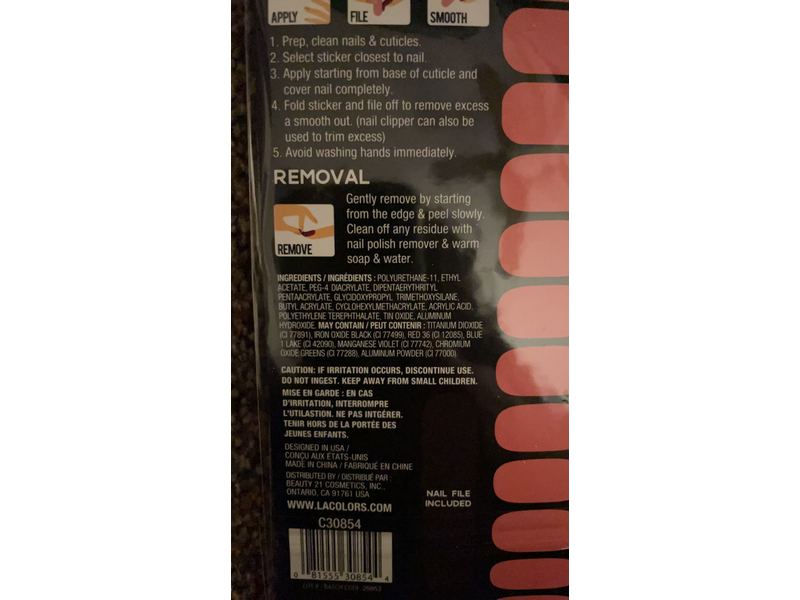 APPLY FILE SMOOTH
1. Prep, clean nails & cuticles.
2. Select sticker closest to nail.
3. Apply starting from base of cuticle and
cover nail completely.
4. Fold sticker and file off to remove excess
a smooth out. (nail clipper can also be
used to trim excess)
5. Avoid washing hands immediately.
REMOVAL
REMOVE
Gently remove by starting
from the edge & peel slowly.
Clean off any residue with
nail polish remover & warm
soap & water.
INGREDIENTS / INGRÉDIENTS : POLYURETHANE-11, ETHYL
ACETATE, PEG-4 DIACRYLATE, DIPENTAERYTHRITYL
PENTAACRYLATE, GLYCIDOXYPROPYL TRIMETHOXYSILANE,
BUTYL ACRYLATE, CYCLOHEXYLMETHACRYLATE, ACRYLIC ACID.
POLYETHYLENE TEREPHTHALATE, TIN OXIDE, ALUMINUM
HYDROXIDE. MAY CONTAIN / PEUT CONTENIR : TITANIUM DIOXIDE
(CI 77891), IRON OXIDE BLACK (CI 77499), RED 36 (CI 12085), BLUE
1 LAKE (CI 42090), MANGANESE VIOLET (CI 77742), CHROMIUM
OXIDE GREENS (CI 77288), ALUMINUM POWDER (CI 77000).
CAUTION: IF IRRITATION OCCURS, DISCONTINUE USE.
DO NOT INGEST. KEEP AWAY FROM SMALL CHILDREN.
MISE EN GARDE : EN CAS
D'IRRITATION, INTERROMPRE
L'UTILASTION. NE PAS INTGÉRER.
TENIR HORS DE LA PORTÉE DES
JEUNES ENFANTS.
DESIGNED IN USA /
CONÇU AUX ÉTATS-UNIS
MADE IN CHINA / FABRIQUÉ EN CHINE
DISTRIBUTED BY / DISTRIBUÉ PAR :
BEAUTY 21 COSMETICS, INC.,
ONTARIO, CA 91761 USA
WWW.LACOLORS.COM
NAIL FILE
INCLUDED
C30854
0 81555 30854 4